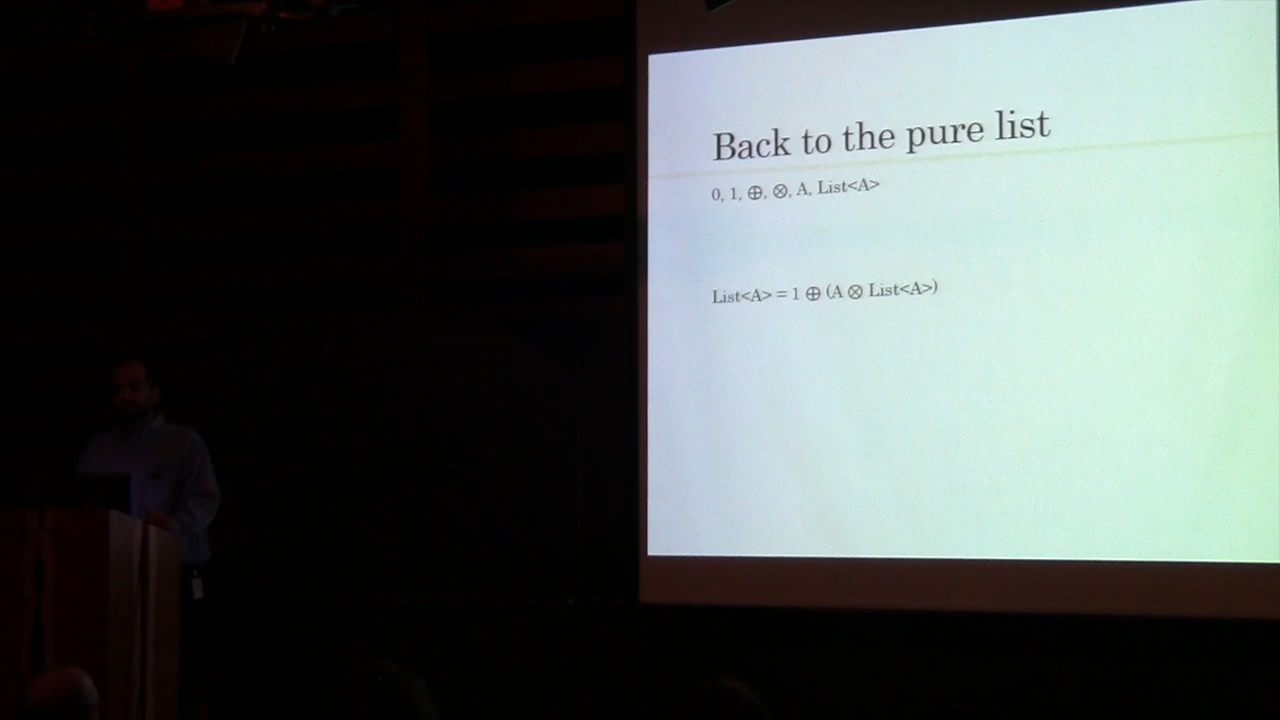 Back to the pure list
0, 1, ⊕, ⊗, A, List<A>
List<A> = 1 ⊕ (A ⊗ List<A>)